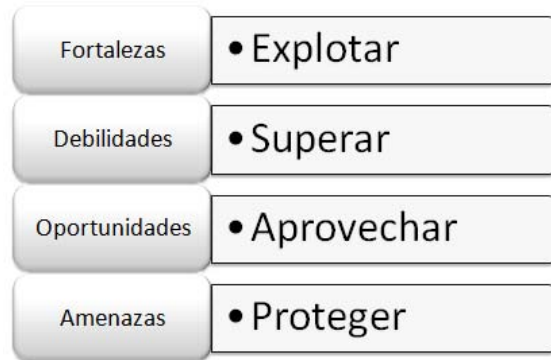 Fortalezas
• Explotar
Debilidades
• Superar
Oportunidades
• Aprovechar
Amenazas
• Proteger